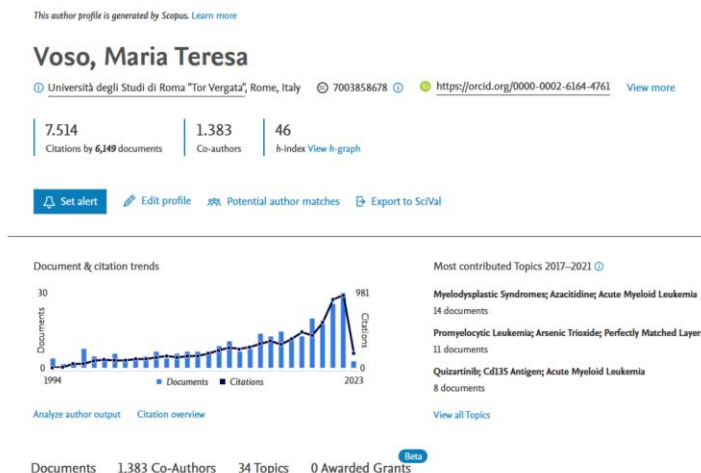 This author profile is generated by Scopus. Learn more
Voso, Maria Teresa
Università degli Studi di Roma "Tor Vergata", Rome, Italy
7003858678
https://orcid.org/0000-0002-6164-4761
View more
7.514
Citations by 6,149 documents
1.383
Co-authors
46
h-index View h-graph
Set alert
Edit profile
Potential author matches
Export to SciVal
Document & citation trends
30
981
Documents
Citations
0
0
1994
2023
Documents
Citations
Analyze author output
Citation overview
Most contributed Topics 2017–2021
Myelodysplastic Syndromes; Azacitidine; Acute Myeloid Leukemia
14 documents
Promyelocytic Leukemia; Arsenic Trioxide; Perfectly Matched Layer
11 documents
Quizartinib; Cd135 Antigen; Acute Myeloid Leukemia
8 documents
View all Topics
Beta
Documents
1.383 Co-Authors
34 Topics
0 Awarded Grants